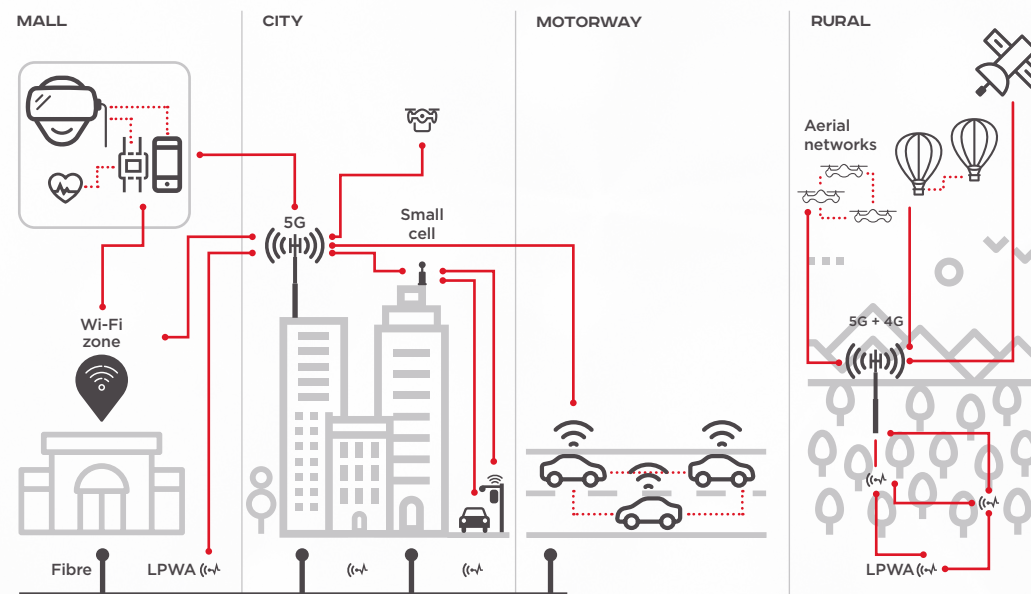 MALL
CITY
MOTORWAY
RURAL
Aerial
networks
5G
Small
cell
Wi-Fi
zone
5G + 4G
Fibre
LPWA
LPWA